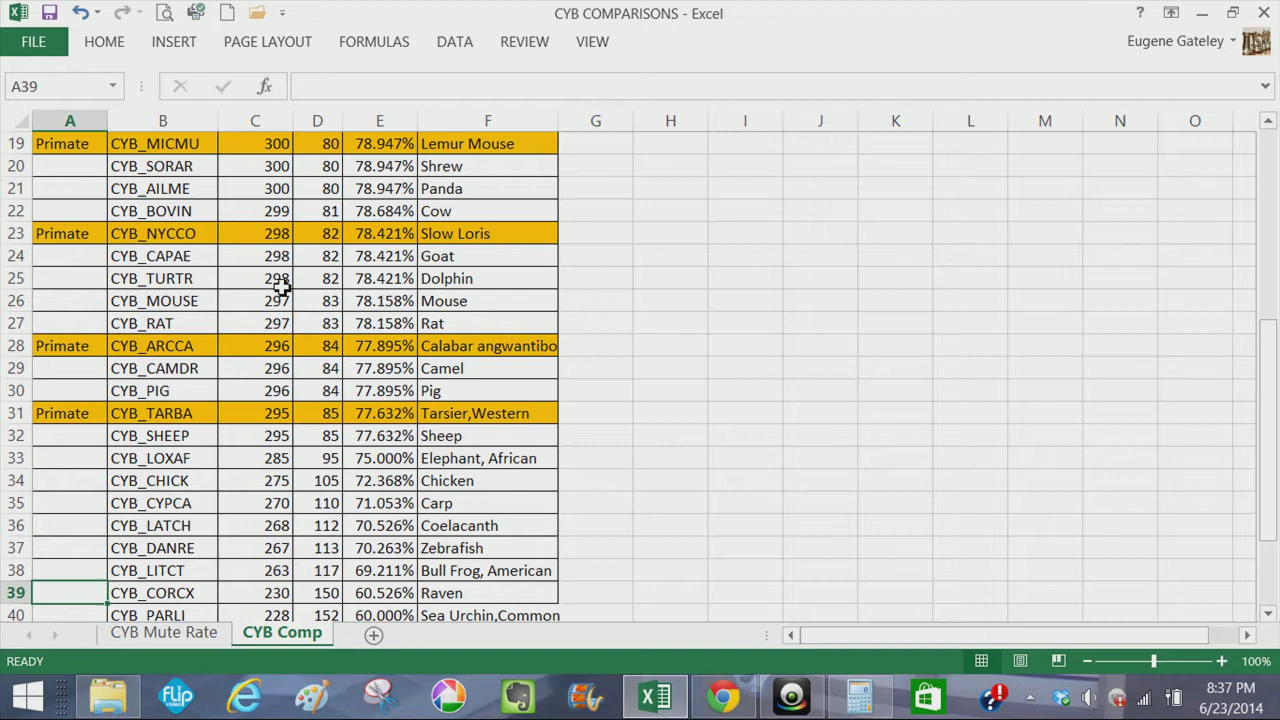 CYB COMPARISONS - Excel
?
FILE HOME INSERT PAGE LAYOUT FORMULAS DATA REVIEW VIEW Eugene Gateley
A39 fx
A B C D E F G H I J K L M N O
19 Primate CYB_MICMU 300 80 78.947% Lemur Mouse
20 CYB_SORAR 300 80 78.947% Shrew
21 CYB_AILME 300 80 78.947% Panda
22 CYB_BOVIN 299 81 78.684% Cow
23 Primate CYB_NYCCO 298 82 78.421% Slow Loris
24 CYB_CAPAE 298 82 78.421% Goat
25 CYB_TURTR 298 82 78.421% Dolphin
26 CYB_MOUSE 297 83 78.158% Mouse
27 CYB_RAT 297 83 78.158% Rat
28 Primate CYB_ARCCA 296 84 77.895% Calabar angwantibo
29 CYB_CAMDR 296 84 77.895% Camel
30 CYB_PIG 296 84 77.895% Pig
31 Primate CYB_TARBA 295 85 77.632% Tarsier,Western
32 CYB_SHEEP 295 85 77.632% Sheep
33 CYB_LOXAF 285 95 75.000% Elephant, African
34 CYB_CHICK 275 105 72.368% Chicken
35 CYB_CYPCA 270 110 71.053% Carp
36 CYB_LATCH 268 112 70.526% Coelacanth
37 CYB_DANRE 267 113 70.263% Zebrafish
38 CYB_LITCT 263 117 69.211% Bull Frog, American
39 CYB_CORCX 230 150 60.526% Raven
40 CYB_PARLI 228 152 60.000% Sea Urchin,Common
CYB Mute Rate CYB Comp
READY 100%
flip
8:37 PM
6/23/2014